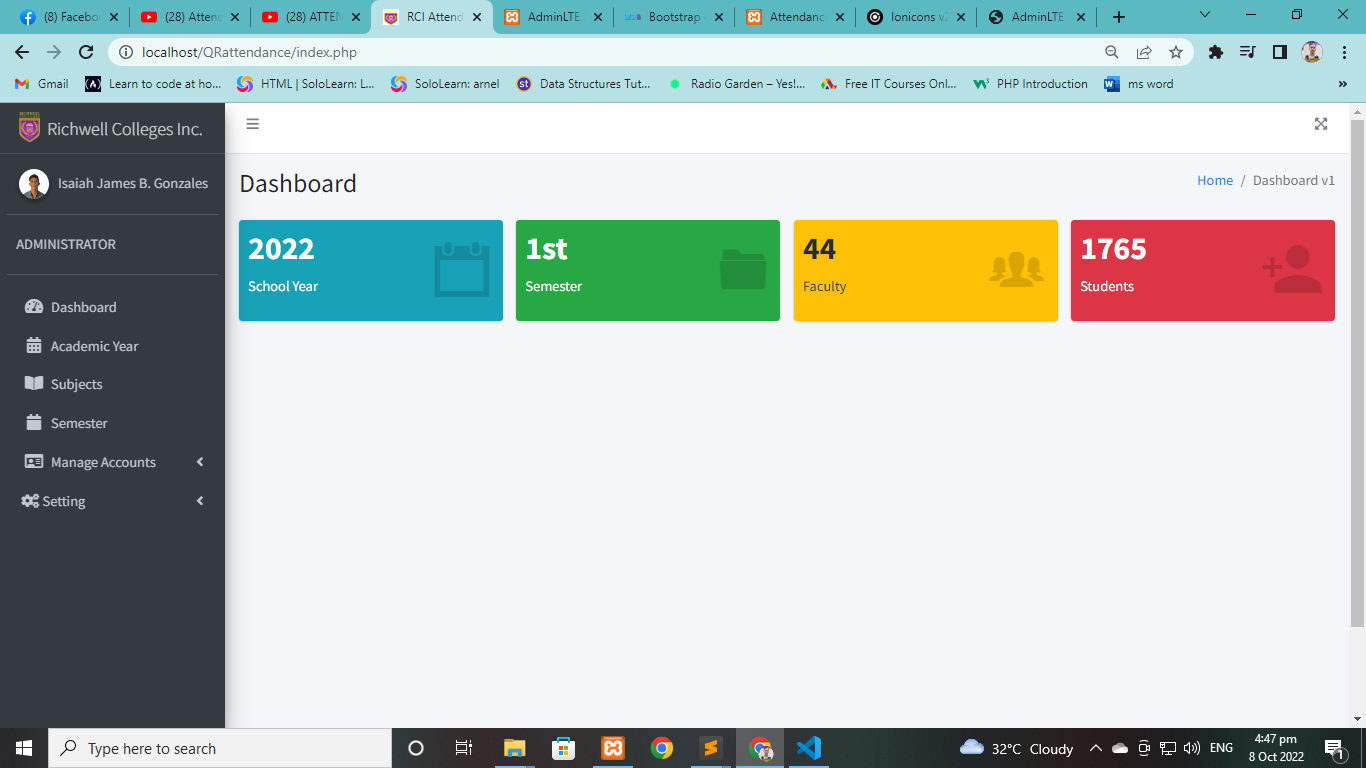 (8) Faceboo
(28) Attend
(28) ATTEN
RCI Attend
AdminLTE
Bootstrap
Attendanc
Ionicons v
AdminLTE
localhost/QRattendance/index.php
Gmail
Learn to code at ho...
HTML | SoloLearn: L...
SoloLearn: arnel
Data Structures Tut...
Radio Garden – Yes!...
Free IT Courses Onl...
PHP Introduction
ms word
Richwell Colleges Inc.
Isaiah James B. Gonzales
ADMINISTRATOR
Dashboard
Academic Year
Subjects
Semester
Manage Accounts
Setting
Dashboard
Home / Dashboard v1
2022
School Year
1st
Semester
44
Faculty
1765
Students
Type here to search
32°C Cloudy
ENG
4:47 pm
8 Oct 2022
1